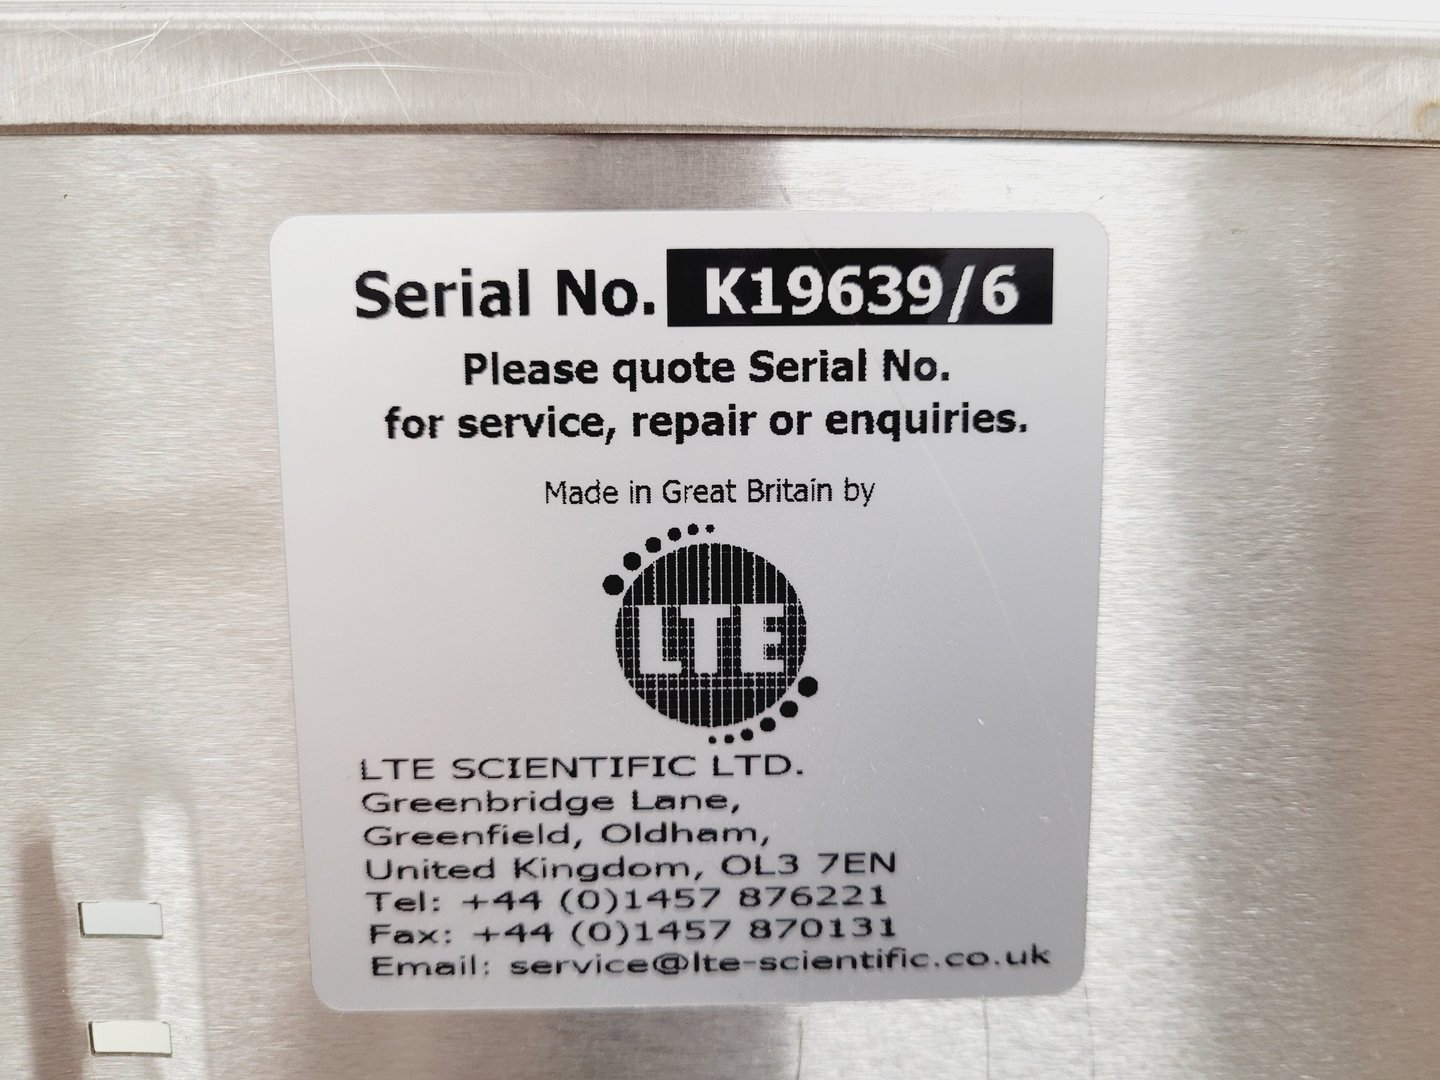 Serial No. K19639/6
Please quote Serial No.
for service, repair or enquiries.
Made in Great Britain by
LTE
LTE SCIENTIFIC LTD.
Greenbridge Lane,
Greenfield, Oldham,
United Kingdom, OL3 7EN
Tel: +44 (0)1457 876221
Fax: +44 (0)1457 870131
Email: service@lte-scientific.co.uk